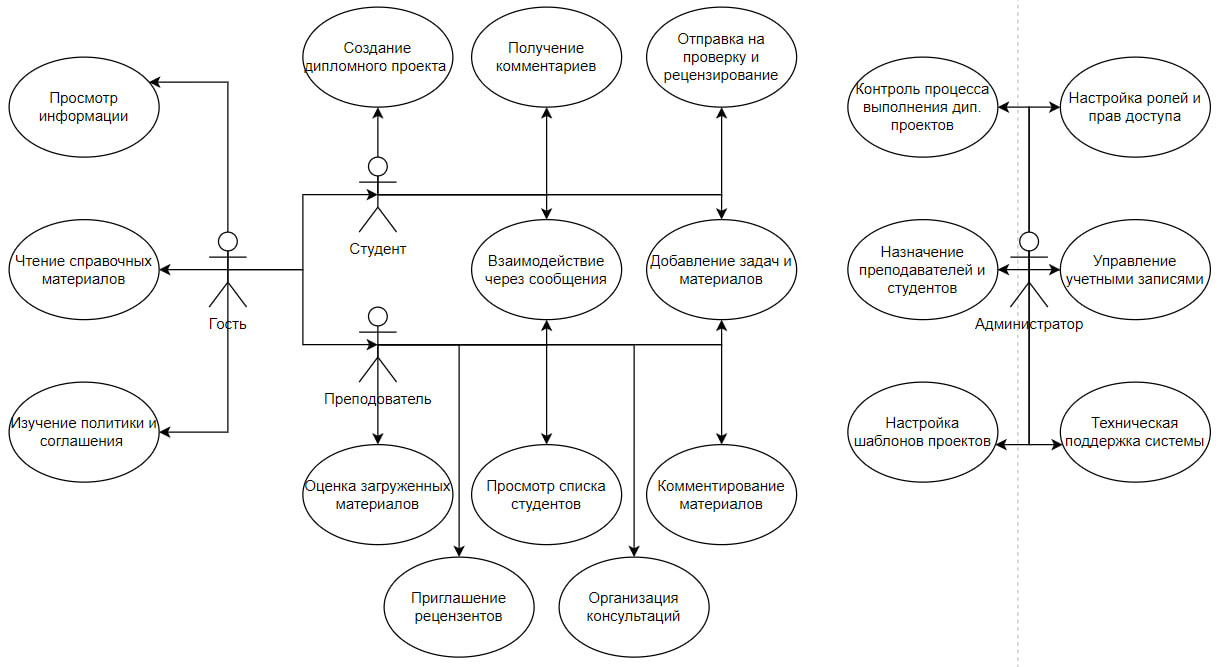 Создание
дипломного проекта
Получение
комментариев
Отправка на
проверку и
рецензирование
Просмотр
информации
Контроль процесса
выполнения дип.
проектов
Настройка ролей и
прав доступа
Студент
Чтение справочных
материалов
Гость
Взаимодействие
через сообщения
Добавление задач и
материалов
Назначение
преподавателей и
студентов
Управление
учетными записями
Администратор
Преподователь
Изучение политики и
соглашения
Настройка
шаблонов проектов
Техническая
поддержка системы
Оценка загруженных
материалов
Просмотр списка
студентов
Комментирование
материалов
Приглашение
рецензентов
Организация
консультаций